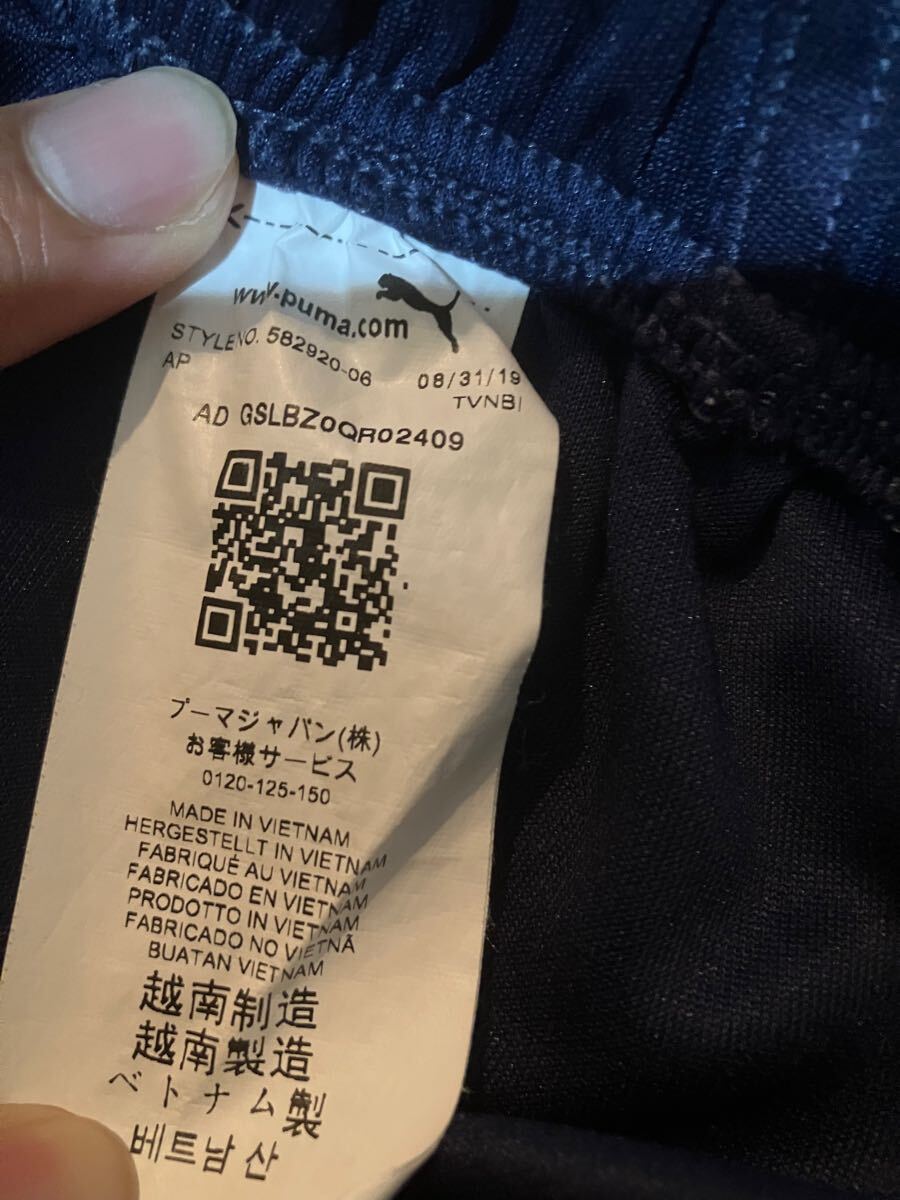 www.puma.com
STYLENO. 582920-06
AP
08/31/19
TVNBI
AD GSLBZ0QR02409
プーマジャパン(株)
お客様サービス
0120-125-150
MADE IN VIETNAM
HERGESTELLT IN VIETNAM
FABRIQUÉ AU VIETNAM
FABRICADO EN VIETNAM
PRODOTTO IN VIETNAM
FABRICADO NO VIETNÃ
BUATAN VIETNAM
越南制造
越南製造
ベトナム製
베트남산